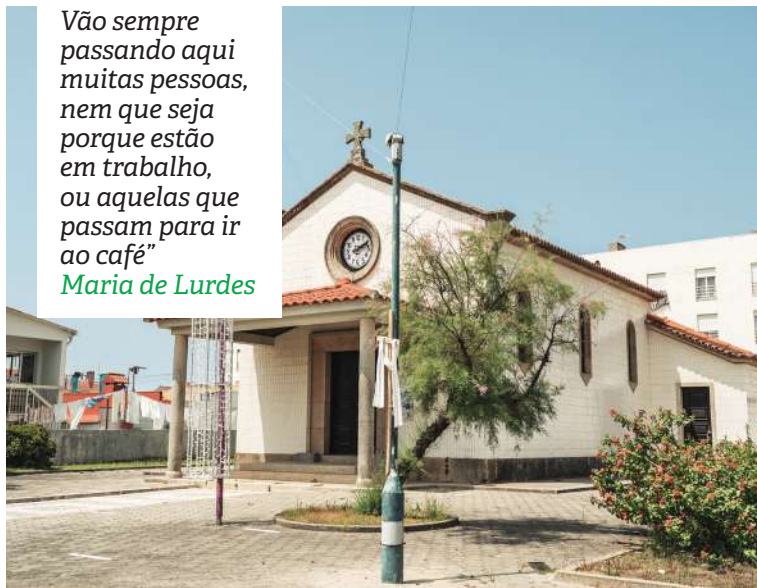 Vão sempre
passando aqui
muitas pessoas,
nem que seja
porque estão
em trabalho,
ou aquelas que
passam para ir
ao café”
Maria de Lurdes